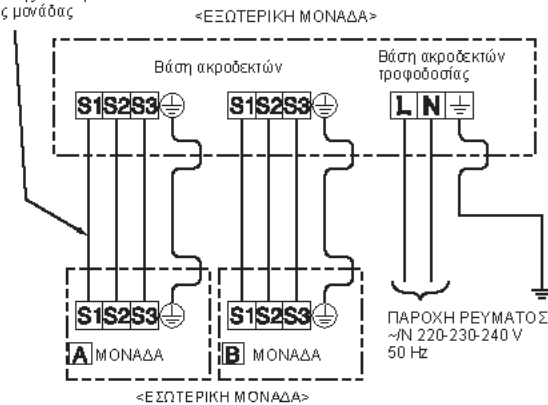 ς μονάδας
<ΕΞΩΤΕΡΙΚΗ ΜΟΝΑΔΑ>
Βάση ακροδεκτών
Βάση ακροδεκτών
τροφοδοσίας
S1 S2 S3
S1 S2 S3
L N
S1 S2 S3
S1 S2 S3
A ΜΟΝΑΔΑ
B ΜΟΝΑΔΑ
ΠΑΡΟΧΗ ΡΕΥΜΑΤΟΣ
~/N 220-230-240 V
50 Hz
<ΕΣΩΤΕΡΙΚΗ ΜΟΝΑΔΑ>